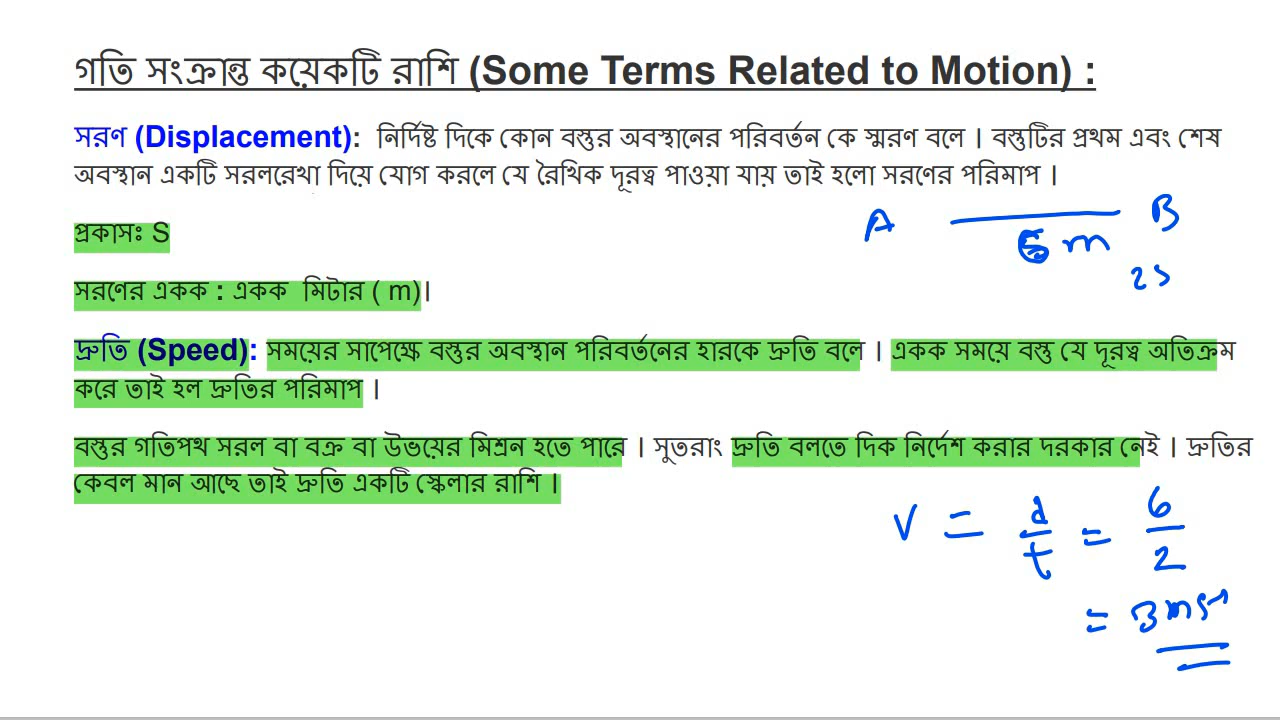 গতি সংক্রান্ত কয়েকটি রাশি (Some Terms Related to Motion) :
সরণ (Displacement): নির্দিষ্ট দিকে কোন বস্তুর অবস্থানের পরিবর্তন কে স্মরণ বলে । বস্তুটির প্রথম এবং শেষ
অবস্থান একটি সরলরেখা দিয়ে যোগ করলে যে রৈখিক দূরত্ব পাওয়া যায় তাই হলো সরণের পরিমাপ ।
প্রকাসঃ S
A B
6 m
2s
সরণের একক : একক মিটার ( m)।
দ্রুতি (Speed): সময়ের সাপেক্ষে বস্তুর অবস্থান পরিবর্তনের হারকে দ্রুতি বলে । একক সময়ে বস্তু যে দূরত্ব অতিক্রম
করে তাই হল দ্রুতির পরিমাপ ।
বস্তুর গতিপথ সরল বা বক্র বা উভয়ের মিশ্রন হতে পারে । সুতরাং দ্রুতি বলতে দিক নির্দেশ করার দরকার নেই । দ্রুতির
কেবল মান আছে তাই দ্রুতি একটি স্কেলার রাশি ।
v = d/t = 6/2
= 3 ms⁻¹